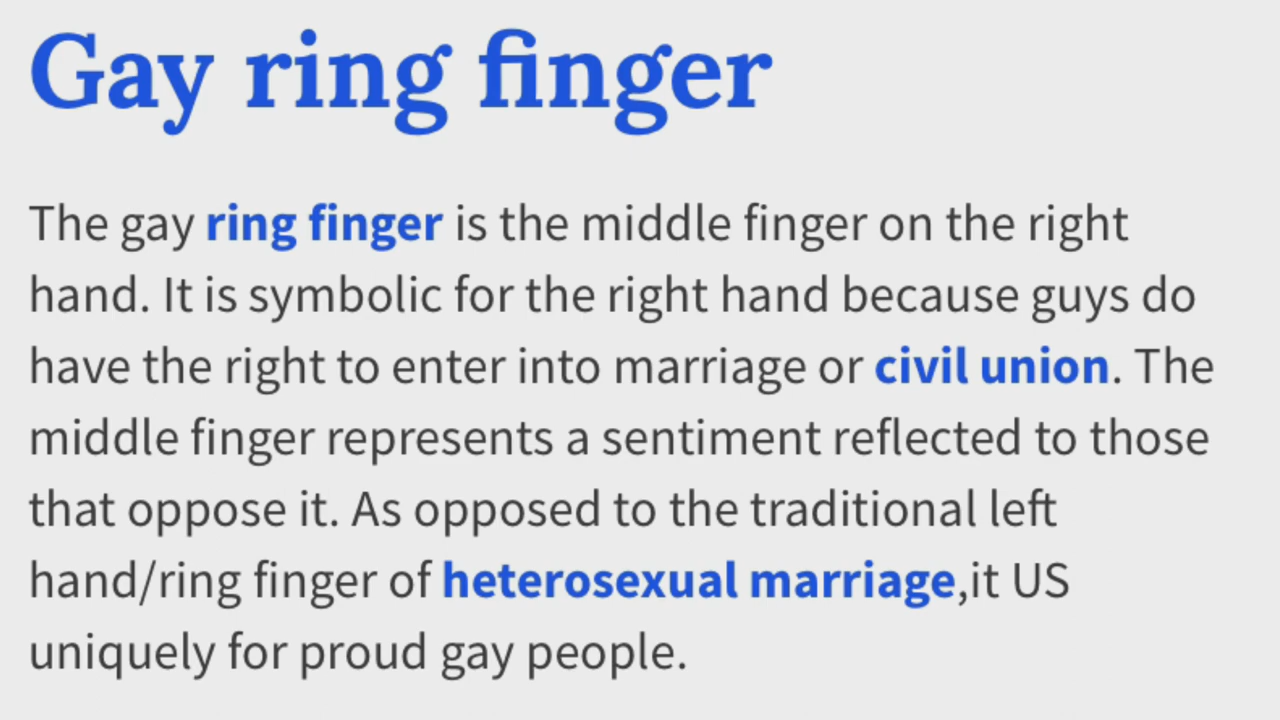 Gay ring finger
The gay ring finger is the middle finger on the right
hand. It is symbolic for the right hand because guys do
have the right to enter into marriage or civil union. The
middle finger represents a sentiment reflected to those
that oppose it. As opposed to the traditional left
hand/ring finger of heterosexual marriage,it US
uniquely for proud gay people.